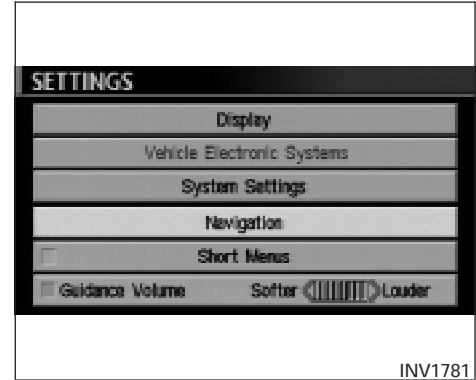 SETTINGS
Display
Vehicle Electronic Systems
System Settings
Navigation
Short Menus
Guidance Volume Softer Louder
INV1781